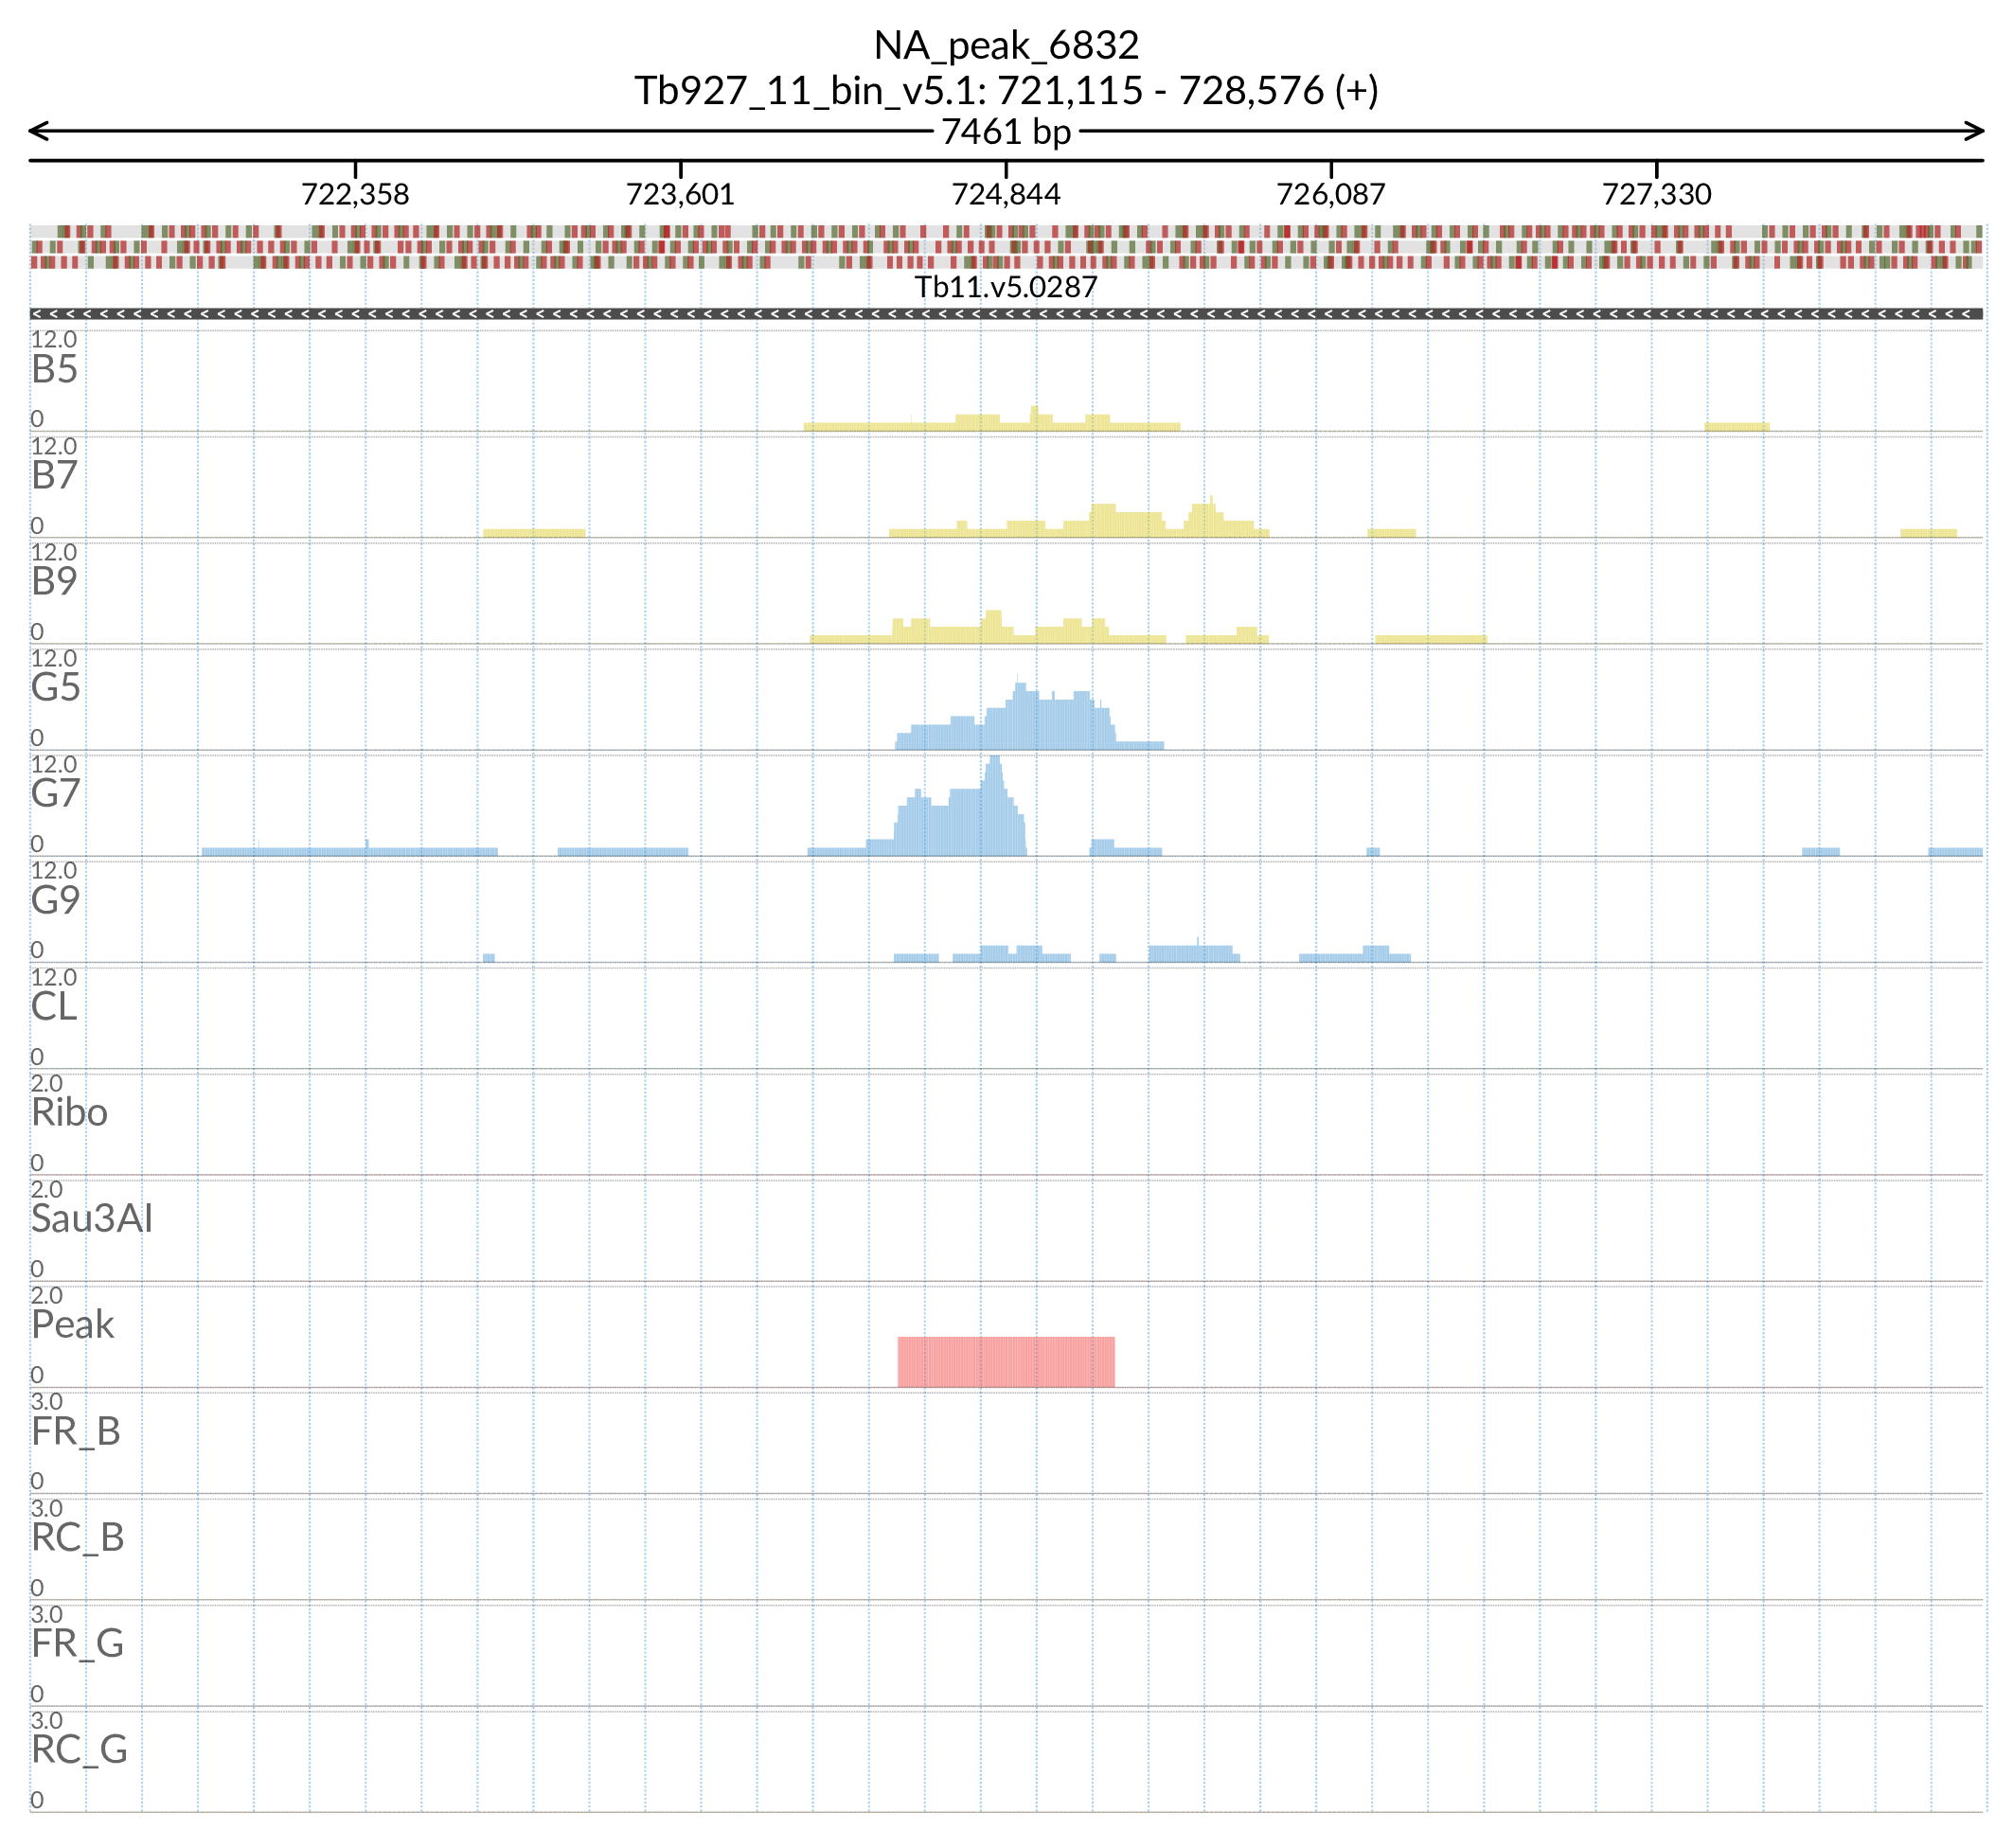 NA_peak_6832
Tb927_11_bin_v5.1: 721,115 - 728,576 (+)
7461 bp
722,358 723,601 724,844 726,087 727,330
Tb11.v5.0287
12.0
B5
0
12.0
B7
0
12.0
B9
0
12.0
G5
0
12.0
G7
0
12.0
G9
0
12.0
CL
0
2.0
Ribo
0
2.0
Sau3AI
0
2.0
Peak
0
3.0
FR_B
0
3.0
RC_B
0
3.0
FR_G
0
3.0
RC_G
0